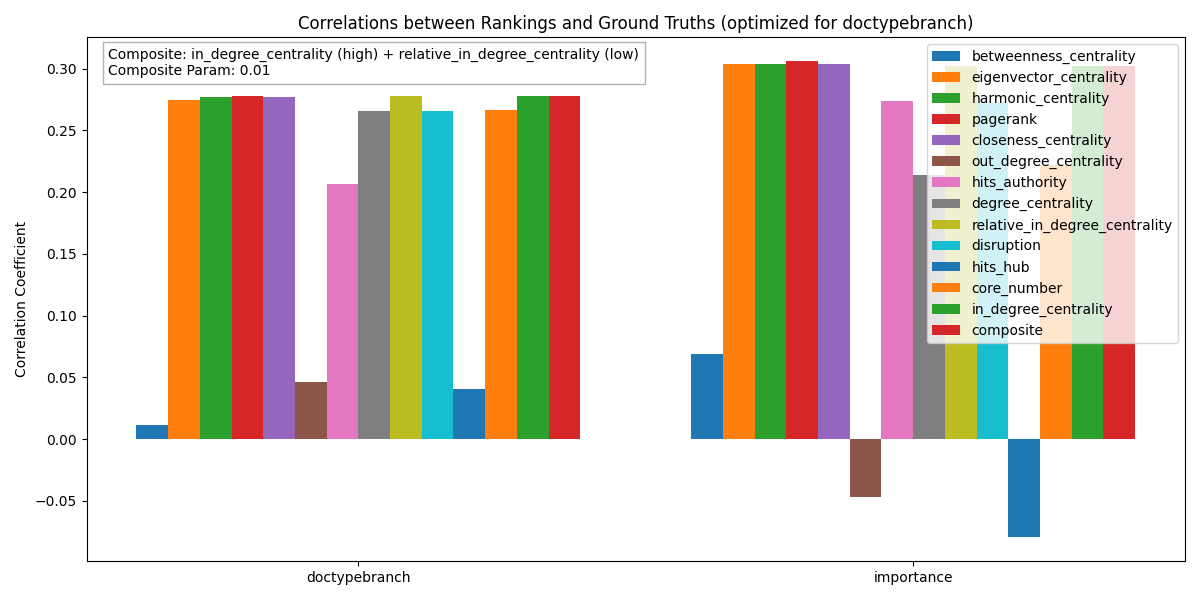 Correlations between Rankings and Ground Truths (optimized for doctypebranch)
Composite: in_degree_centrality (high) + relative_in_degree_centrality (low)
Composite Param: 0.01
betweenness_centrality
eigenvector_centrality
harmonic_centrality
pagerank
closeness_centrality
out_degree_centrality
hits_authority
degree_centrality
relative_in_degree_centrality
disruption
hits_hub
core_number
in_degree_centrality
composite
Correlation Coefficient
0.30
0.25
0.20
0.15
0.10
0.05
0.00
−0.05
doctypebranch
importance